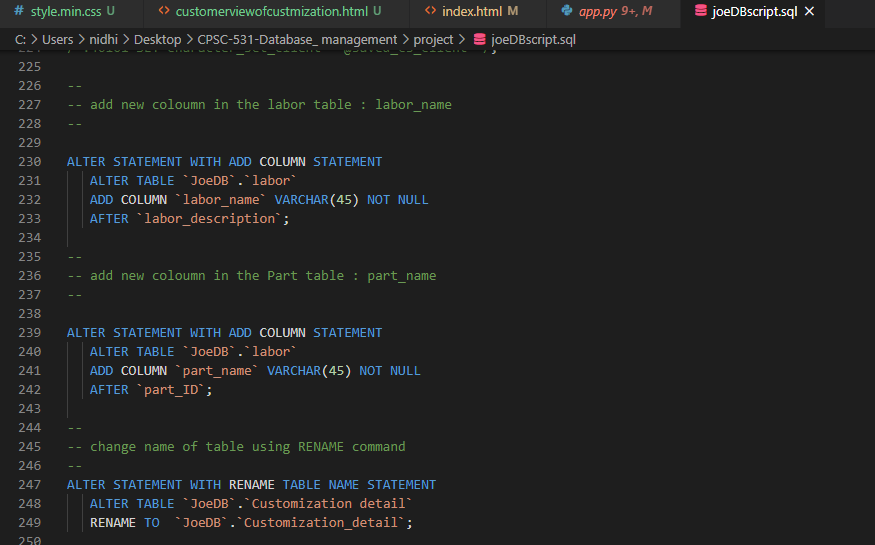 # style.min.css U <> customerviewofcustmization.html U <> index.html M app.py 9+, M joeDBscript.sql ×
C: > Users > nidhi > Desktop > CPSC-531-Database_ management > project > joeDBscript.sql
225
226 --
227 -- add new coloumn in the labor table : labor_name
228 --
229
230 ALTER STATEMENT WITH ADD COLUMN STATEMENT
231 ALTER TABLE `JoeDB`.`labor`
232 ADD COLUMN `labor_name` VARCHAR(45) NOT NULL
233 AFTER `labor_description`;
234
235 --
236 -- add new coloumn in the Part table : part_name
237 --
238
239 ALTER STATEMENT WITH ADD COLUMN STATEMENT
240 ALTER TABLE `JoeDB`.`labor`
241 ADD COLUMN `part_name` VARCHAR(45) NOT NULL
242 AFTER `part_ID`;
243
244 --
245 -- change name of table using RENAME command
246 --
247 ALTER STATEMENT WITH RENAME TABLE NAME STATEMENT
248 ALTER TABLE `JoeDB`.`Customization detail`
249 RENAME TO `JoeDB`.`Customization_detail`;
250